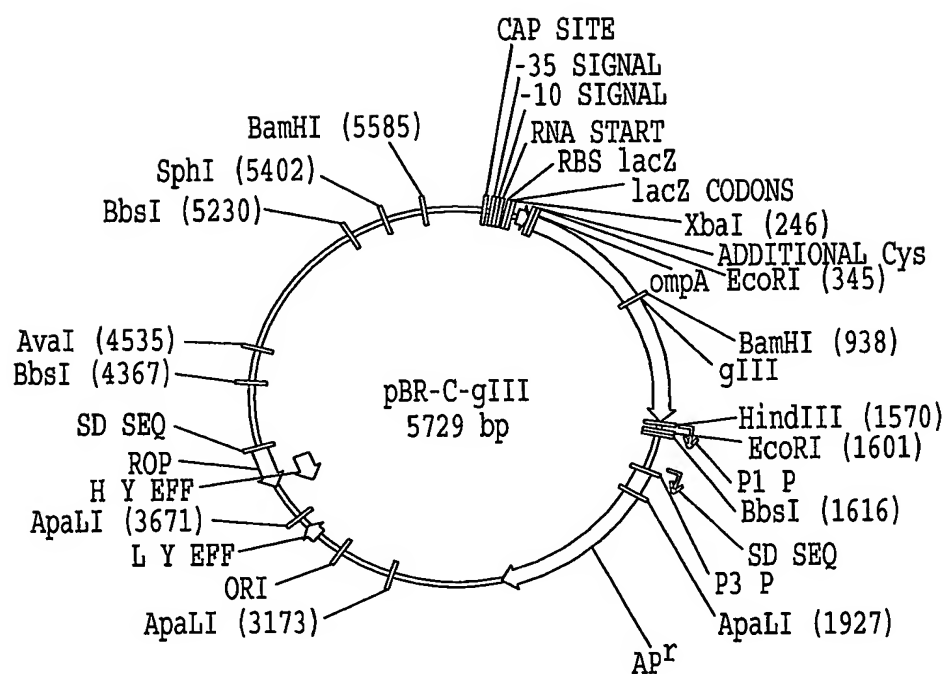 CAP SITE
-35 SIGNAL
-10 SIGNAL
RNA START
RBS lacZ
lacZ CODONS
XbaI (246)
ADDITIONAL Cys
ompA EcoRI (345)
BamHI (938)
gIII
HindIII (1570)
EcoRI (1601)
P1 P
BbsI (1616)
SD SEQ
P3 P
ApaLI (1927)
APr
ApaLI (3173)
ORI
L Y EFF
ApaLI (3671)
H Y EFF
ROP
SD SEQ
BbsI (4367)
AvaI (4535)
BbsI (5230)
SphI (5402)
BamHI (5585)
pBR-C-gIII
5729 bp